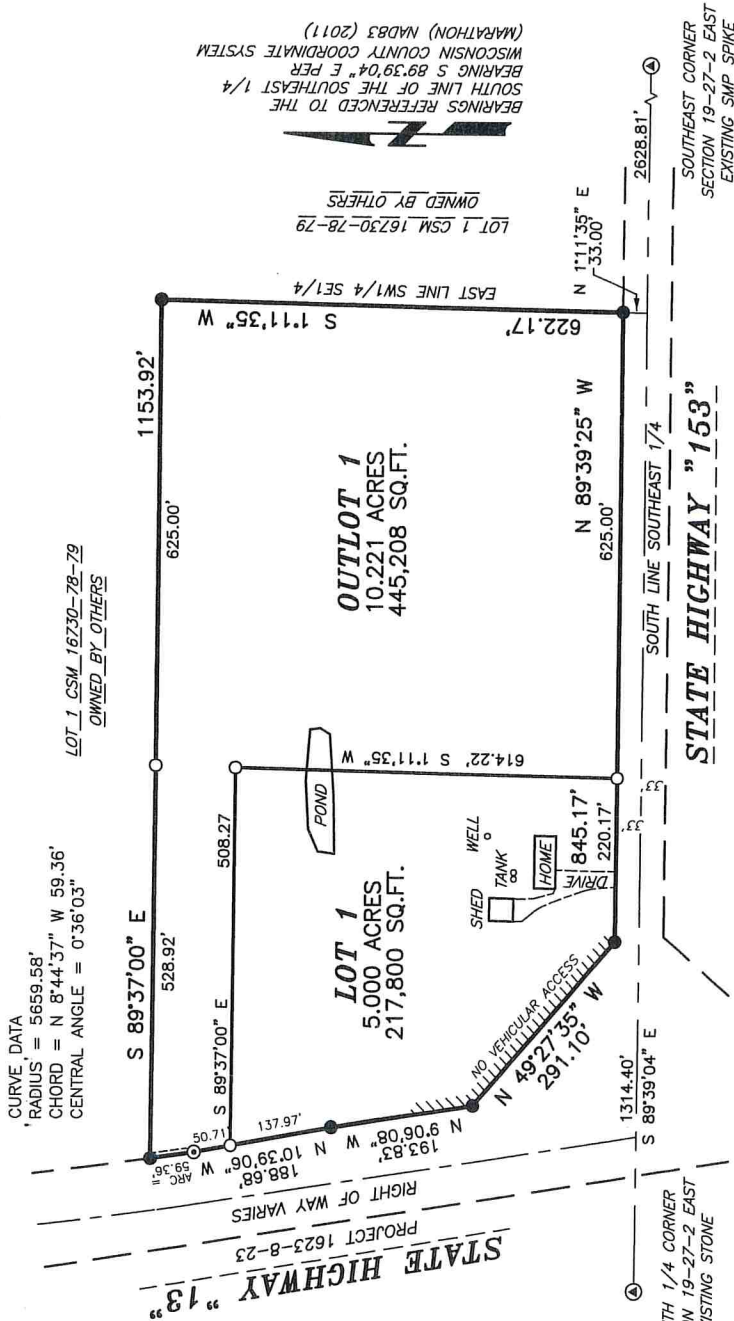 CURVE DATA
RADIUS = 5659.58'
CHORD = N 8°44'37" W 59.36'
CENTRAL ANGLE = 0°36'03"
LOT 1 CSM 16730-78-79
OWNED BY OTHERS
S 89°37'00" E
1153.92'
528.92'
625.00'
BEARINGS REFERENCED TO THE
SOUTH LINE OF THE SOUTHEAST 1/4
BEARING S 89°39'04" E PER
WISCONSIN COUNTY COORDINATE SYSTEM
(MARATHON) NAD83 (2011)
N
LOT 1 CSM 16730-78-79
OWNED BY OTHERS
EAST LINE SW1/4 SE1/4
S 1°11'35" W
622.17'
ARC =
59.36'
50.71'
S 89°37'00" E
508.27
137.97'
N 10°39'06" W
188.68'
N 9°06'08" W
193.83'
STATE HIGHWAY "13"
PROJECT 1623-8-23
RIGHT OF WAY VARIES
LOT 1
5.000 ACRES
217,800 SQ.FT.
POND
614.22' S 1°11'35" W
OUTLOT 1
10.221 ACRES
445,208 SQ.FT.
SHED
TANK
WELL
HOME
DRIVE
NO VEHICULAR ACCESS
N 49°27'35" W
291.10'
845.17'
220.17'
N 89°39'25" W
625.00'
N 1°11'35" E
33.00'
33'
33'
1314.40'
S 89°39'04" E
SOUTH LINE SOUTHEAST 1/4
2628.81'
STATE HIGHWAY "153"
TH 1/4 CORNER
ON 19-27-2 EAST
XISTING STONE
SOUTHEAST CORNER
SECTION 19-27-2 EAST
EXISTING SMP SPIKE